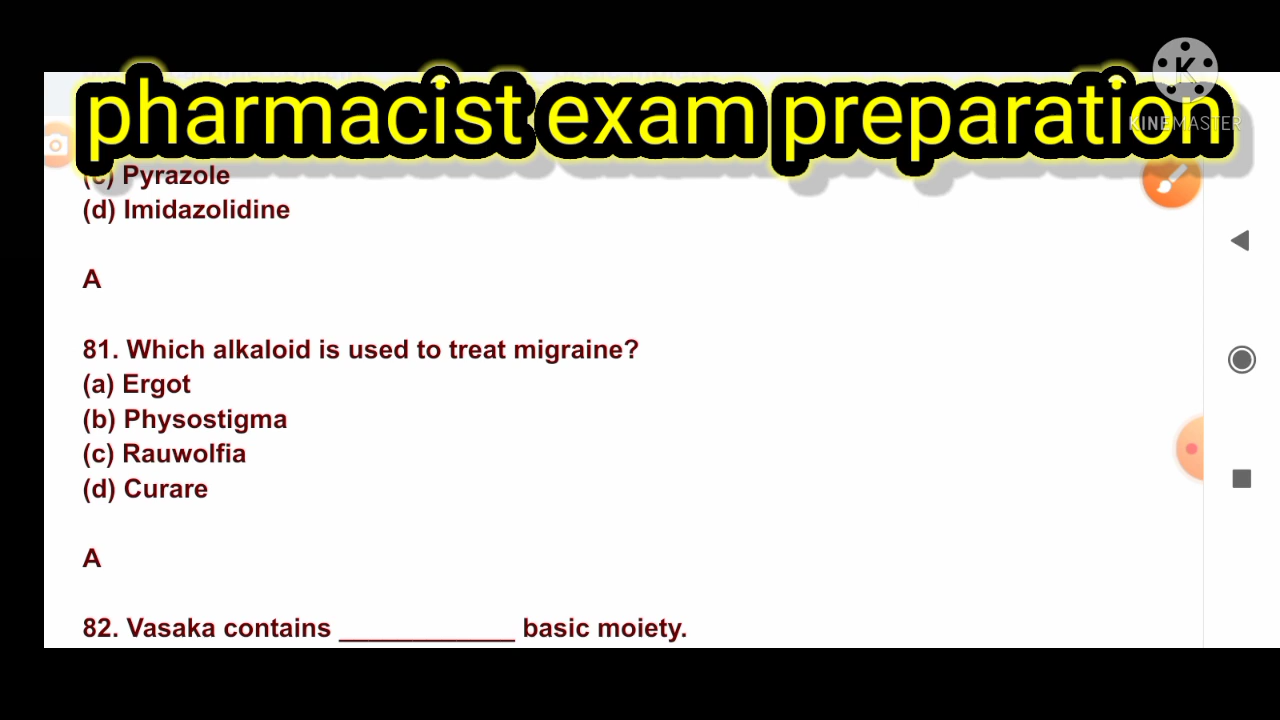 pharmacist exam preparation
K
KINEMASTER
(c) Pyrazole
(d) Imidazolidine
A
81. Which alkaloid is used to treat migraine?
(a) Ergot
(b) Physostigma
(c) Rauwolfia
(d) Curare
A
82. Vasaka contains ____________ basic moiety.